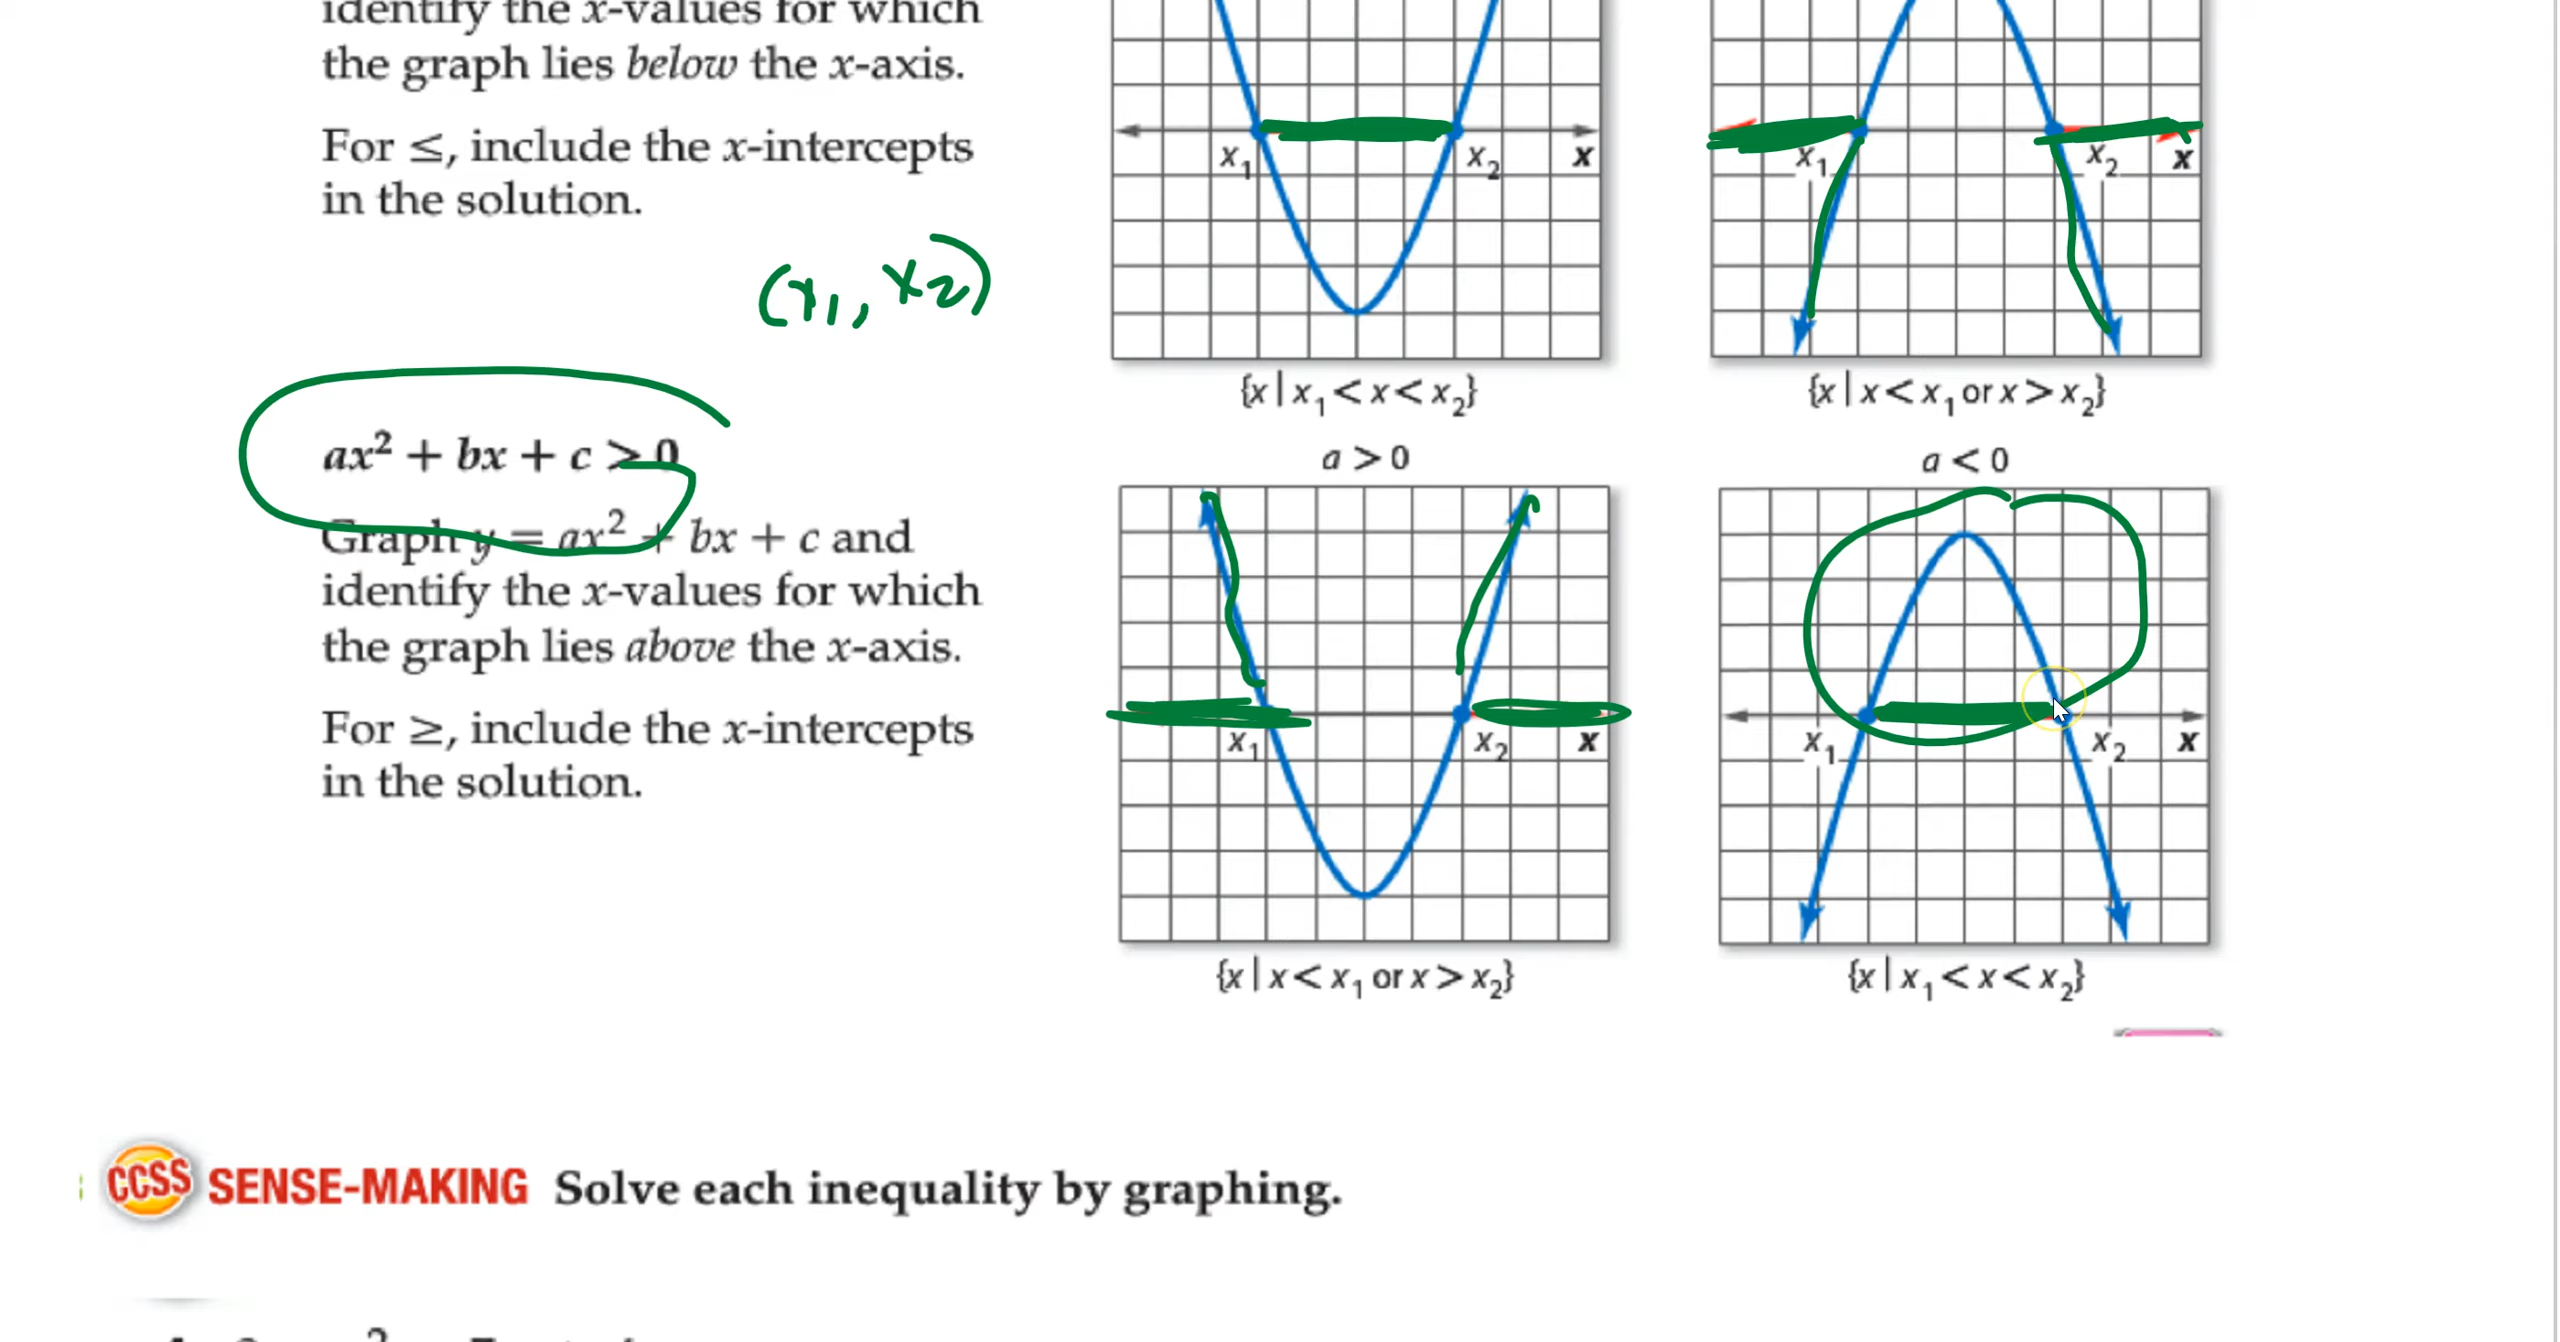 identify the x-values for which
the graph lies below the x-axis.
For ≤, include the x-intercepts
in the solution.
(x₁, x₂)
x₁ x₂ x
{x | x₁ < x < x₂}
x₁ x₂ x
{x | x < x₁ or x > x₂}
ax² + bx + c > 0
Graph y = ax² + bx + c and
identify the x-values for which
the graph lies above the x-axis.
For ≥, include the x-intercepts
in the solution.
a > 0
x₁ x₂ x
{x | x < x₁ or x > x₂}
a < 0
x₁ x₂ x
{x | x₁ < x < x₂}
CCSS SENSE-MAKING Solve each inequality by graphing.